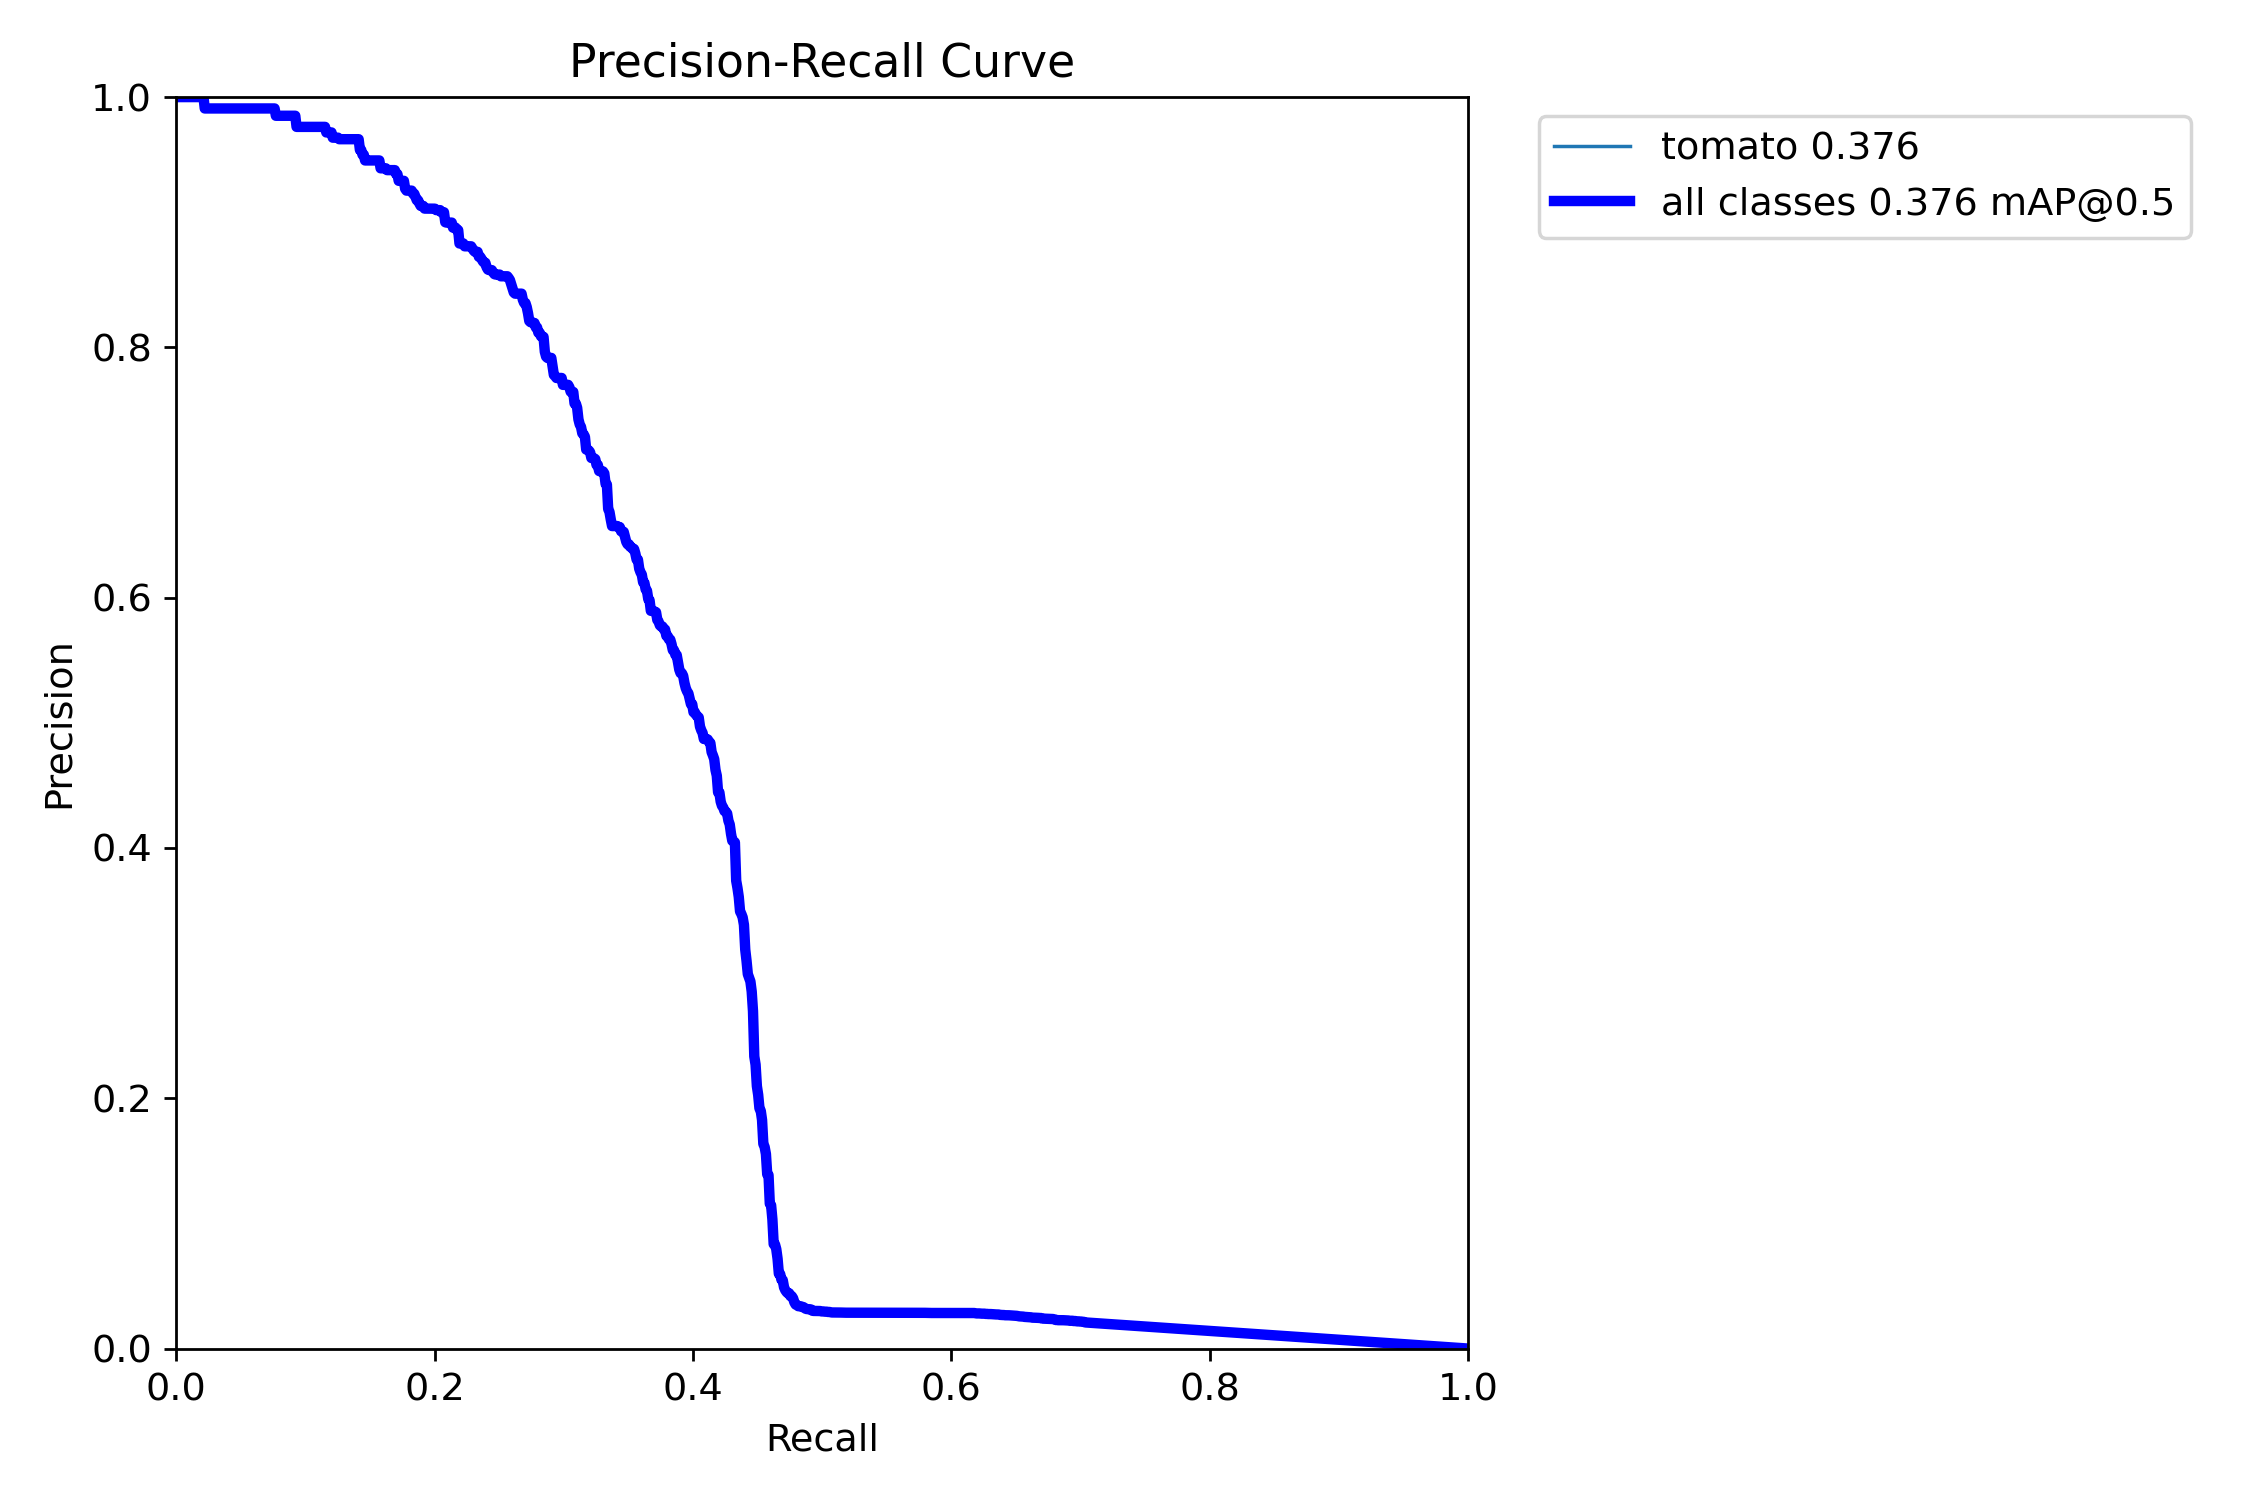 Precision-Recall Curve
tomato 0.376
all classes 0.376 mAP@0.5
1.0
0.8
0.6
0.4
0.2
0.0
Precision
0.0 0.2 0.4 0.6 0.8 1.0
Recall